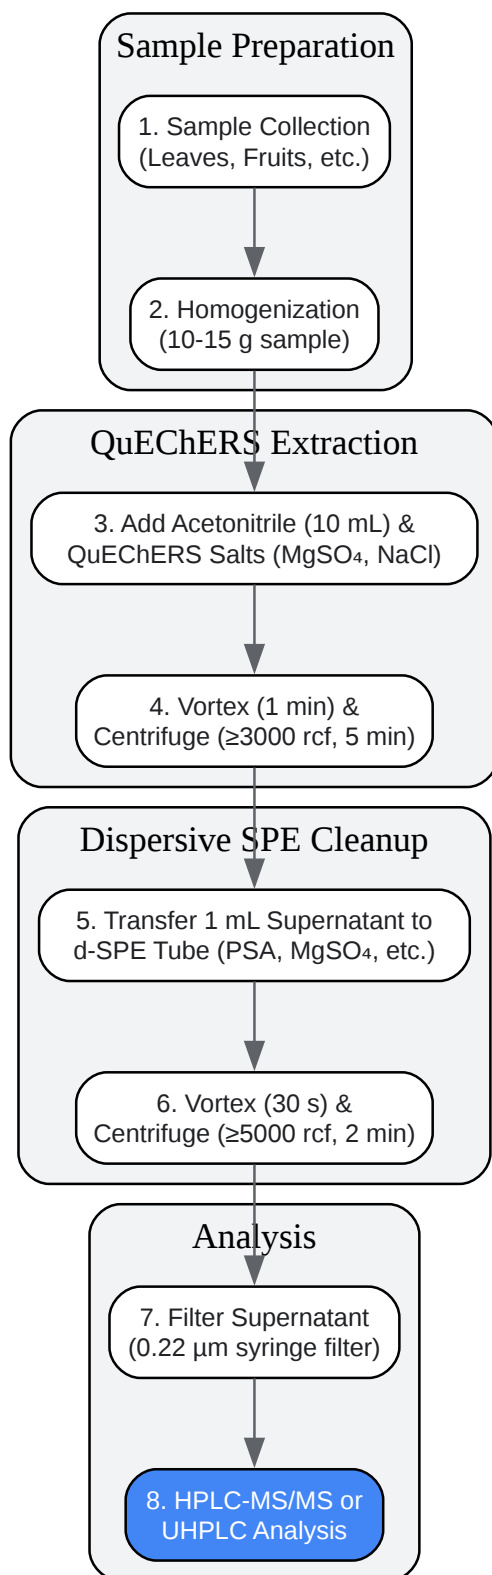 Sample Preparation
1. Sample Collection
(Leaves, Fruits, etc.)
2. Homogenization
(10-15 g sample)
QuEChERS Extraction
3. Add Acetonitrile (10 mL) &
QuEChERS Salts (MgSO₄, NaCl)
4. Vortex (1 min) &
Centrifuge (≥3000 rcf, 5 min)
Dispersive SPE Cleanup
5. Transfer 1 mL Supernatant to
d-SPE Tube (PSA, MgSO₄, etc.)
6. Vortex (30 s) &
Centrifuge (≥5000 rcf, 2 min)
Analysis
7. Filter Supernatant
(0.22 µm syringe filter)
8. HPLC-MS/MS or
UHPLC Analysis